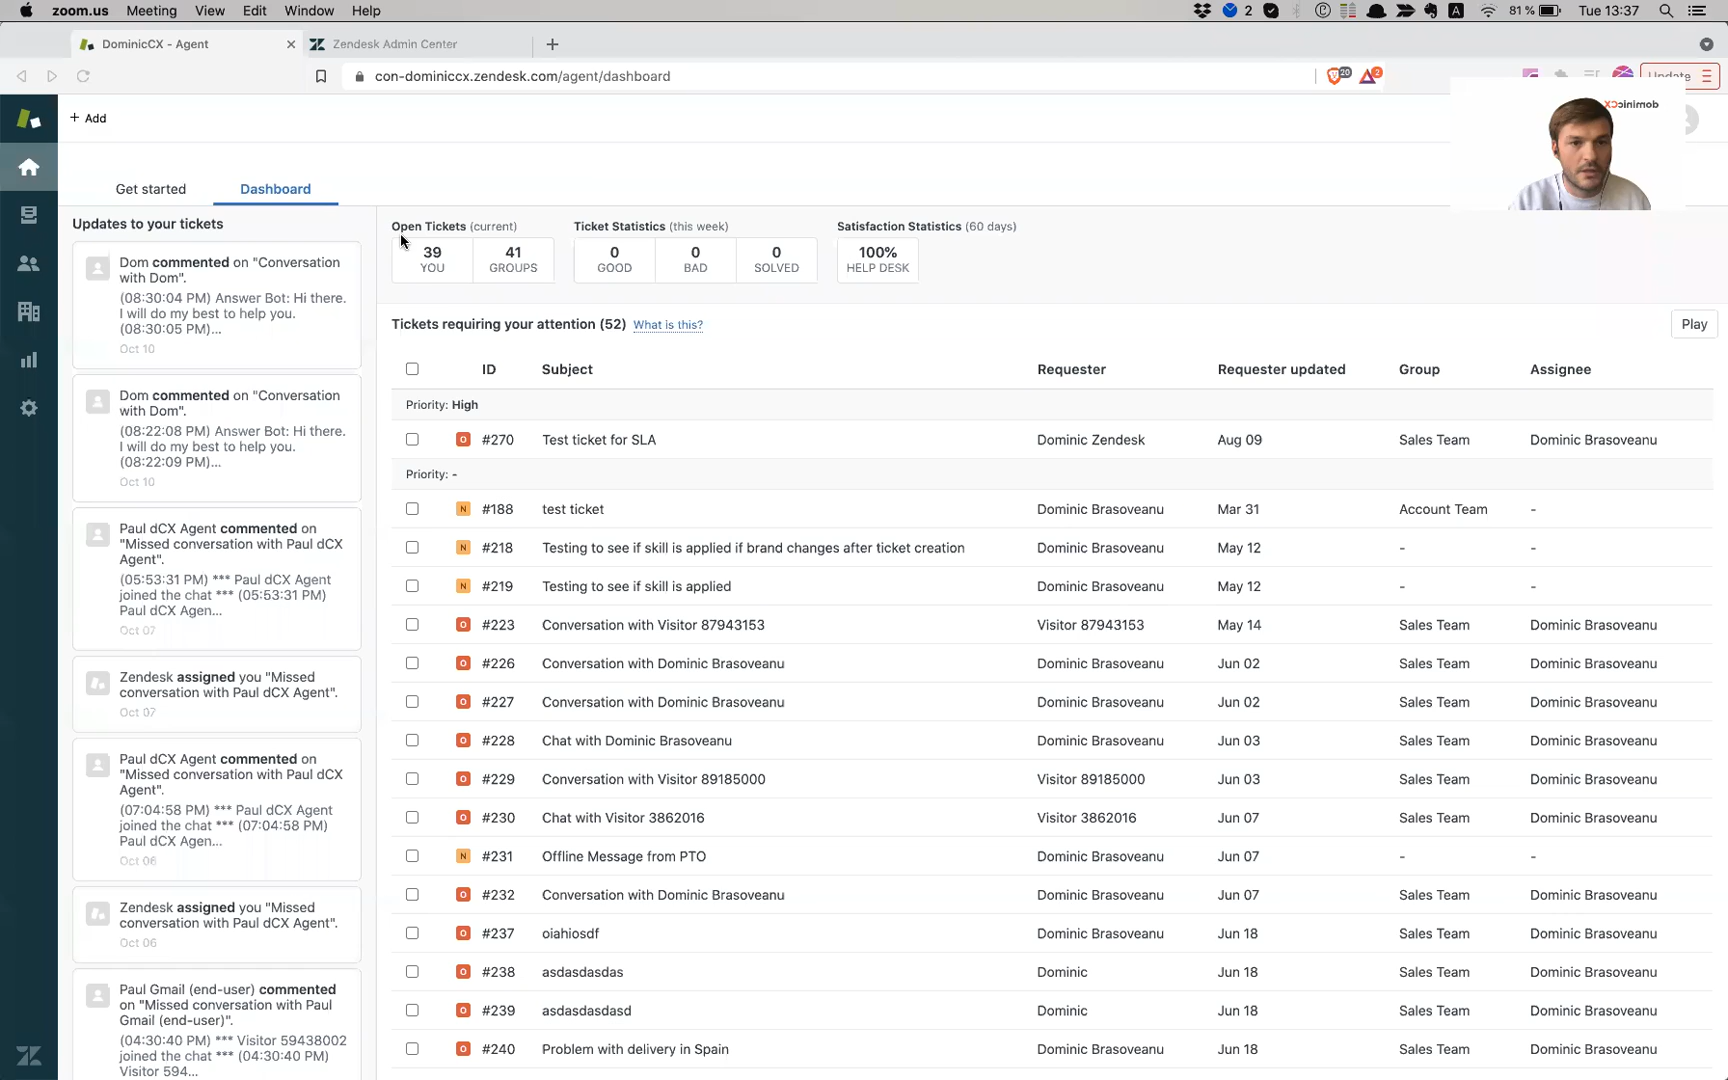 zoom.us Meeting View Edit Window Help 2 A 81 % Tue 13:37
DominicCX - Agent Zendesk Admin Center
con-dominiccx.zendesk.com/agent/dashboard 20 2 Update
+ Add
dominicCX
Get started Dashboard
Updates to your tickets
Dom commented on "Conversation
with Dom".
(08:30:04 PM) Answer Bot: Hi there.
I will do my best to help you.
(08:30:05 PM)...
Oct 10
Dom commented on "Conversation
with Dom".
(08:22:08 PM) Answer Bot: Hi there.
I will do my best to help you.
(08:22:09 PM)...
Oct 10
Paul dCX Agent commented on
"Missed conversation with Paul dCX
Agent".
(05:53:31 PM) *** Paul dCX Agent
joined the chat *** (05:53:31 PM)
Paul dCX Agen...
Oct 07
Zendesk assigned you "Missed
conversation with Paul dCX Agent".
Oct 07
Paul dCX Agent commented on
"Missed conversation with Paul dCX
Agent".
(07:04:58 PM) *** Paul dCX Agent
joined the chat *** (07:04:58 PM)
Paul dCX Agen...
Oct 06
Zendesk assigned you "Missed
conversation with Paul dCX Agent".
Oct 06
Paul Gmail (end-user) commented
on "Missed conversation with Paul
Gmail (end-user)".
(04:30:40 PM) *** Visitor 59438002
joined the chat *** (04:30:40 PM)
Visitor 594...
Open Tickets (current) Ticket Statistics (this week) Satisfaction Statistics (60 days)
39 41 0 0 0 100%
YOU GROUPS GOOD BAD SOLVED HELP DESK
Tickets requiring your attention (52) What is this? Play
ID Subject Requester Requester updated Group Assignee
Priority: High
O #270 Test ticket for SLA Dominic Zendesk Aug 09 Sales Team Dominic Brasoveanu
Priority: -
N #188 test ticket Dominic Brasoveanu Mar 31 Account Team -
N #218 Testing to see if skill is applied if brand changes after ticket creation Dominic Brasoveanu May 12 - -
N #219 Testing to see if skill is applied Dominic Brasoveanu May 12 - -
O #223 Conversation with Visitor 87943153 Visitor 87943153 May 14 Sales Team Dominic Brasoveanu
O #226 Conversation with Dominic Brasoveanu Dominic Brasoveanu Jun 02 Sales Team Dominic Brasoveanu
O #227 Conversation with Dominic Brasoveanu Dominic Brasoveanu Jun 02 Sales Team Dominic Brasoveanu
O #228 Chat with Dominic Brasoveanu Dominic Brasoveanu Jun 03 Sales Team Dominic Brasoveanu
O #229 Conversation with Visitor 89185000 Visitor 89185000 Jun 03 Sales Team Dominic Brasoveanu
O #230 Chat with Visitor 3862016 Visitor 3862016 Jun 07 Sales Team Dominic Brasoveanu
N #231 Offline Message from PTO Dominic Brasoveanu Jun 07 - -
O #232 Conversation with Dominic Brasoveanu Dominic Brasoveanu Jun 07 Sales Team Dominic Brasoveanu
O #237 oiahiosdf Dominic Brasoveanu Jun 18 Sales Team Dominic Brasoveanu
O #238 asdasdasdas Dominic Jun 18 Sales Team Dominic Brasoveanu
O #239 asdasdasdasd Dominic Jun 18 Sales Team Dominic Brasoveanu
O #240 Problem with delivery in Spain Dominic Brasoveanu Jun 18 Sales Team Dominic Brasoveanu